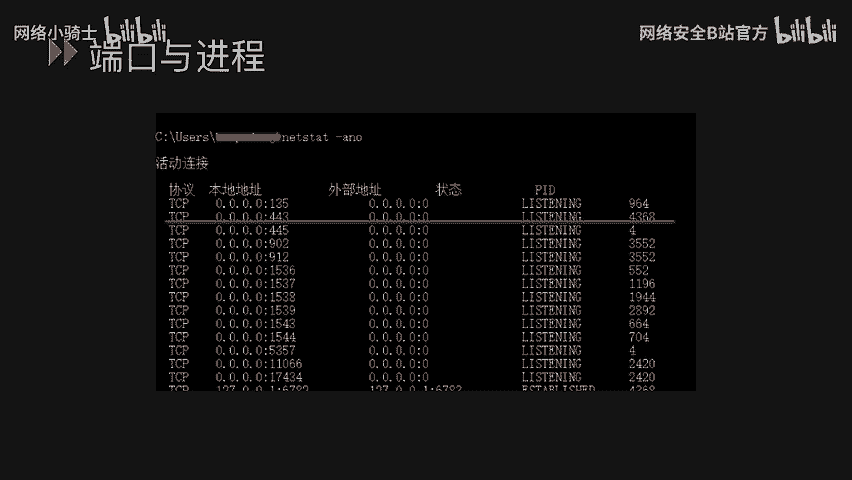 网络小骑士 bilibili
网络安全B站官方 bilibili
端口与进程
C:\Users\ netstat -ano
活动连接
协议 本地地址 外部地址 状态 PID
TCP 0.0.0.0:135 0.0.0.0:0 LISTENING 964
TCP 0.0.0.0:443 0.0.0.0:0 LISTENING 4368
TCP 0.0.0.0:445 0.0.0.0:0 LISTENING 4
TCP 0.0.0.0:902 0.0.0.0:0 LISTENING 3552
TCP 0.0.0.0:912 0.0.0.0:0 LISTENING 3552
TCP 0.0.0.0:1536 0.0.0.0:0 LISTENING 552
TCP 0.0.0.0:1537 0.0.0.0:0 LISTENING 1196
TCP 0.0.0.0:1538 0.0.0.0:0 LISTENING 1944
TCP 0.0.0.0:1539 0.0.0.0:0 LISTENING 2892
TCP 0.0.0.0:1543 0.0.0.0:0 LISTENING 664
TCP 0.0.0.0:1544 0.0.0.0:0 LISTENING 704
TCP 0.0.0.0:5357 0.0.0.0:0 LISTENING 4
TCP 0.0.0.0:11066 0.0.0.0:0 LISTENING 2420
TCP 0.0.0.0:17434 0.0.0.0:0 LISTENING 2420
TCP 127.0.0.1:6782 127.0.0.1:6783 ESTABLISHED 4368